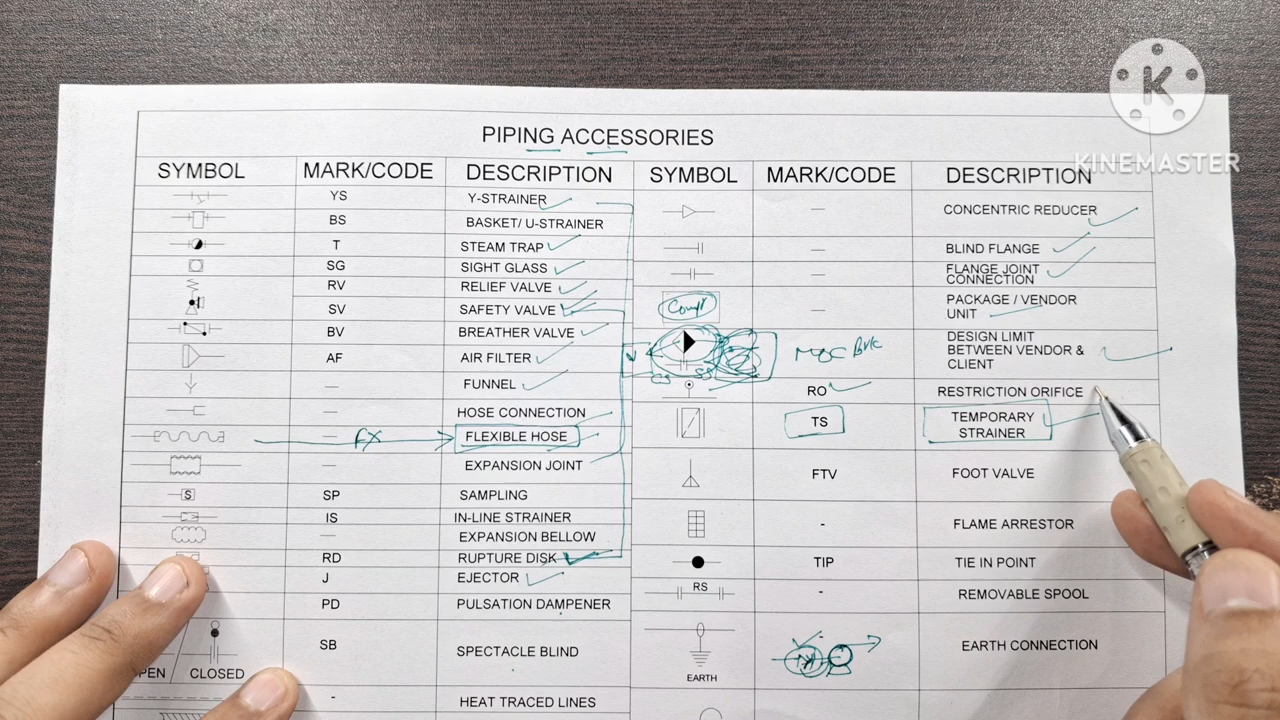 K
KINEMASTER
PIPING ACCESSORIES
SYMBOL MARK/CODE DESCRIPTION SYMBOL MARK/CODE DESCRIPTION
YS Y-STRAINER
BS BASKET/ U-STRAINER
T STEAM TRAP
SG SIGHT GLASS
RV RELIEF VALVE
SV SAFETY VALVE
BV BREATHER VALVE
AF AIR FILTER
— FUNNEL
— HOSE CONNECTION
— FX FLEXIBLE HOSE
— EXPANSION JOINT
S SP SAMPLING
IS IN-LINE STRAINER
— EXPANSION BELLOW
RD RUPTURE DISK
J EJECTOR
PD PULSATION DAMPENER
PEN CLOSED SB SPECTACLE BLIND
- HEAT TRACED LINES
— CONCENTRIC REDUCER
— BLIND FLANGE
— FLANGE JOINT
CONNECTION
— PACKAGE / VENDOR
UNIT
DESIGN LIMIT
BETWEEN VENDOR &
CLIENT
RO RESTRICTION ORIFICE
TS TEMPORARY
STRAINER
FTV FOOT VALVE
- FLAME ARRESTOR
TIP TIE IN POINT
RS - REMOVABLE SPOOL
EARTH EARTH CONNECTION